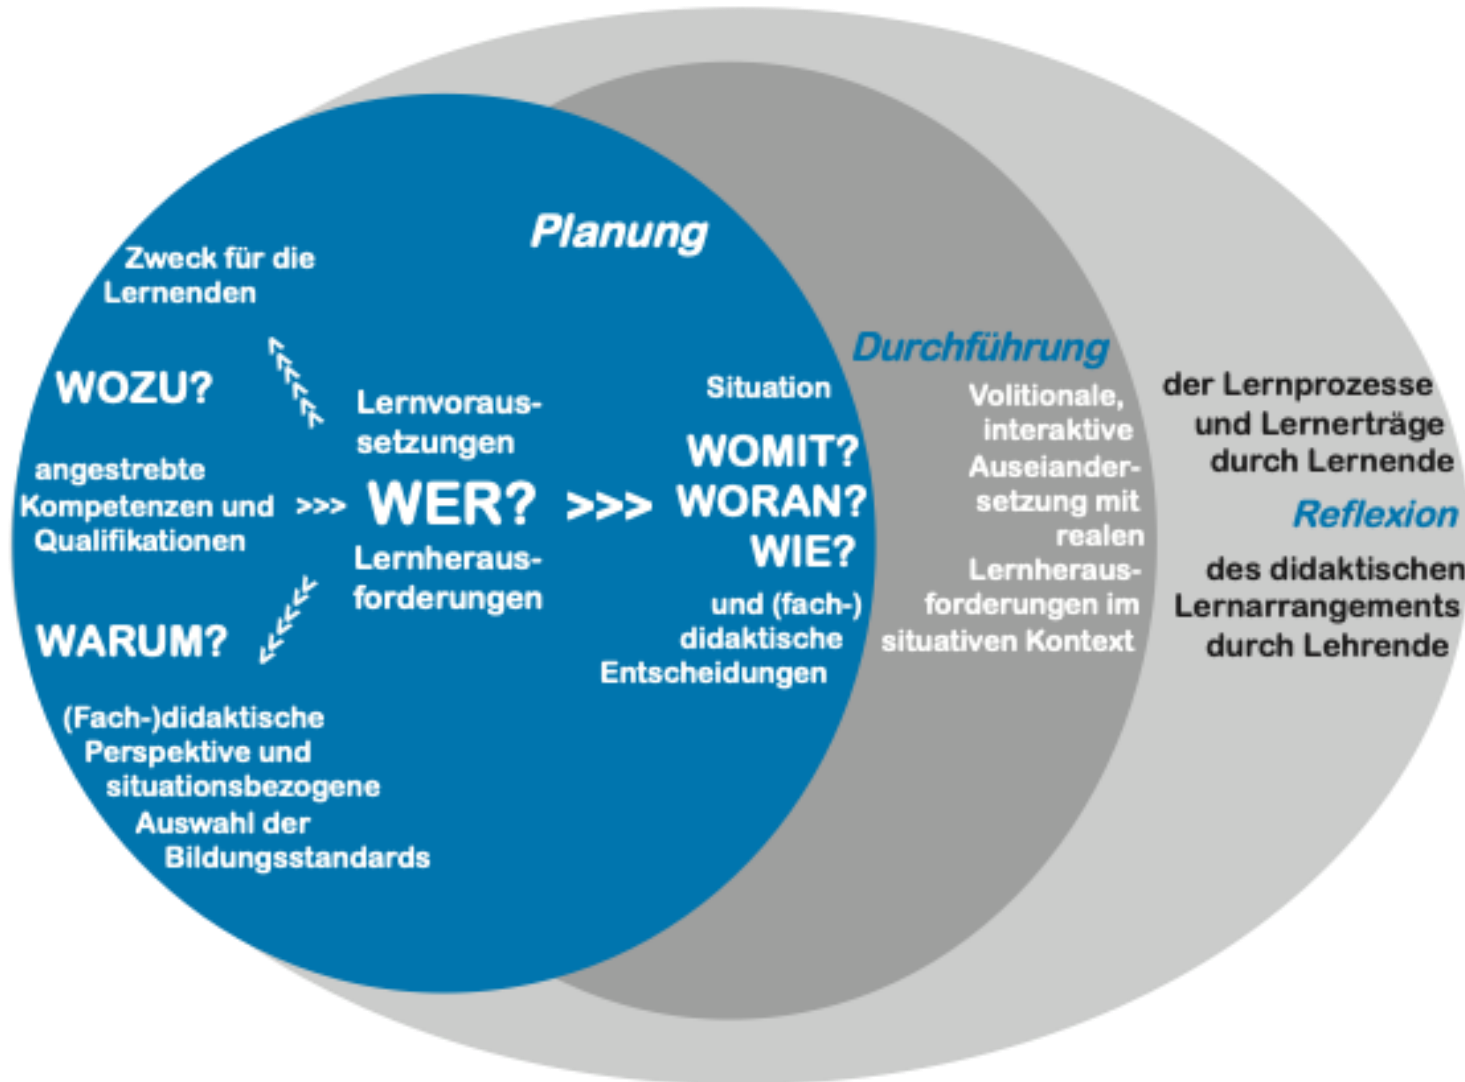 Planung
Zweck für die
Lernenden
WOZU?
angestrebte
Kompetenzen und
Qualifikationen
>>>
WARUM?
(Fach-)didaktische
Perspektive und
situationsbezogene
Auswahl der
Bildungsstandards
Lernvoraus-
setzungen
WER?
Lernheraus-
forderungen
>>>
Situation
WOMIT?
WORAN?
WIE?
und (fach-)
didaktische
Entscheidungen
Durchführung
Volitionale,
interaktive
Auseiander-
setzung mit
realen
Lernheraus-
forderungen im
situativen Kontext
der Lernprozesse
und Lernerträge
durch Lernende
Reflexion
des didaktischen
Lernarrangements
durch Lehrende